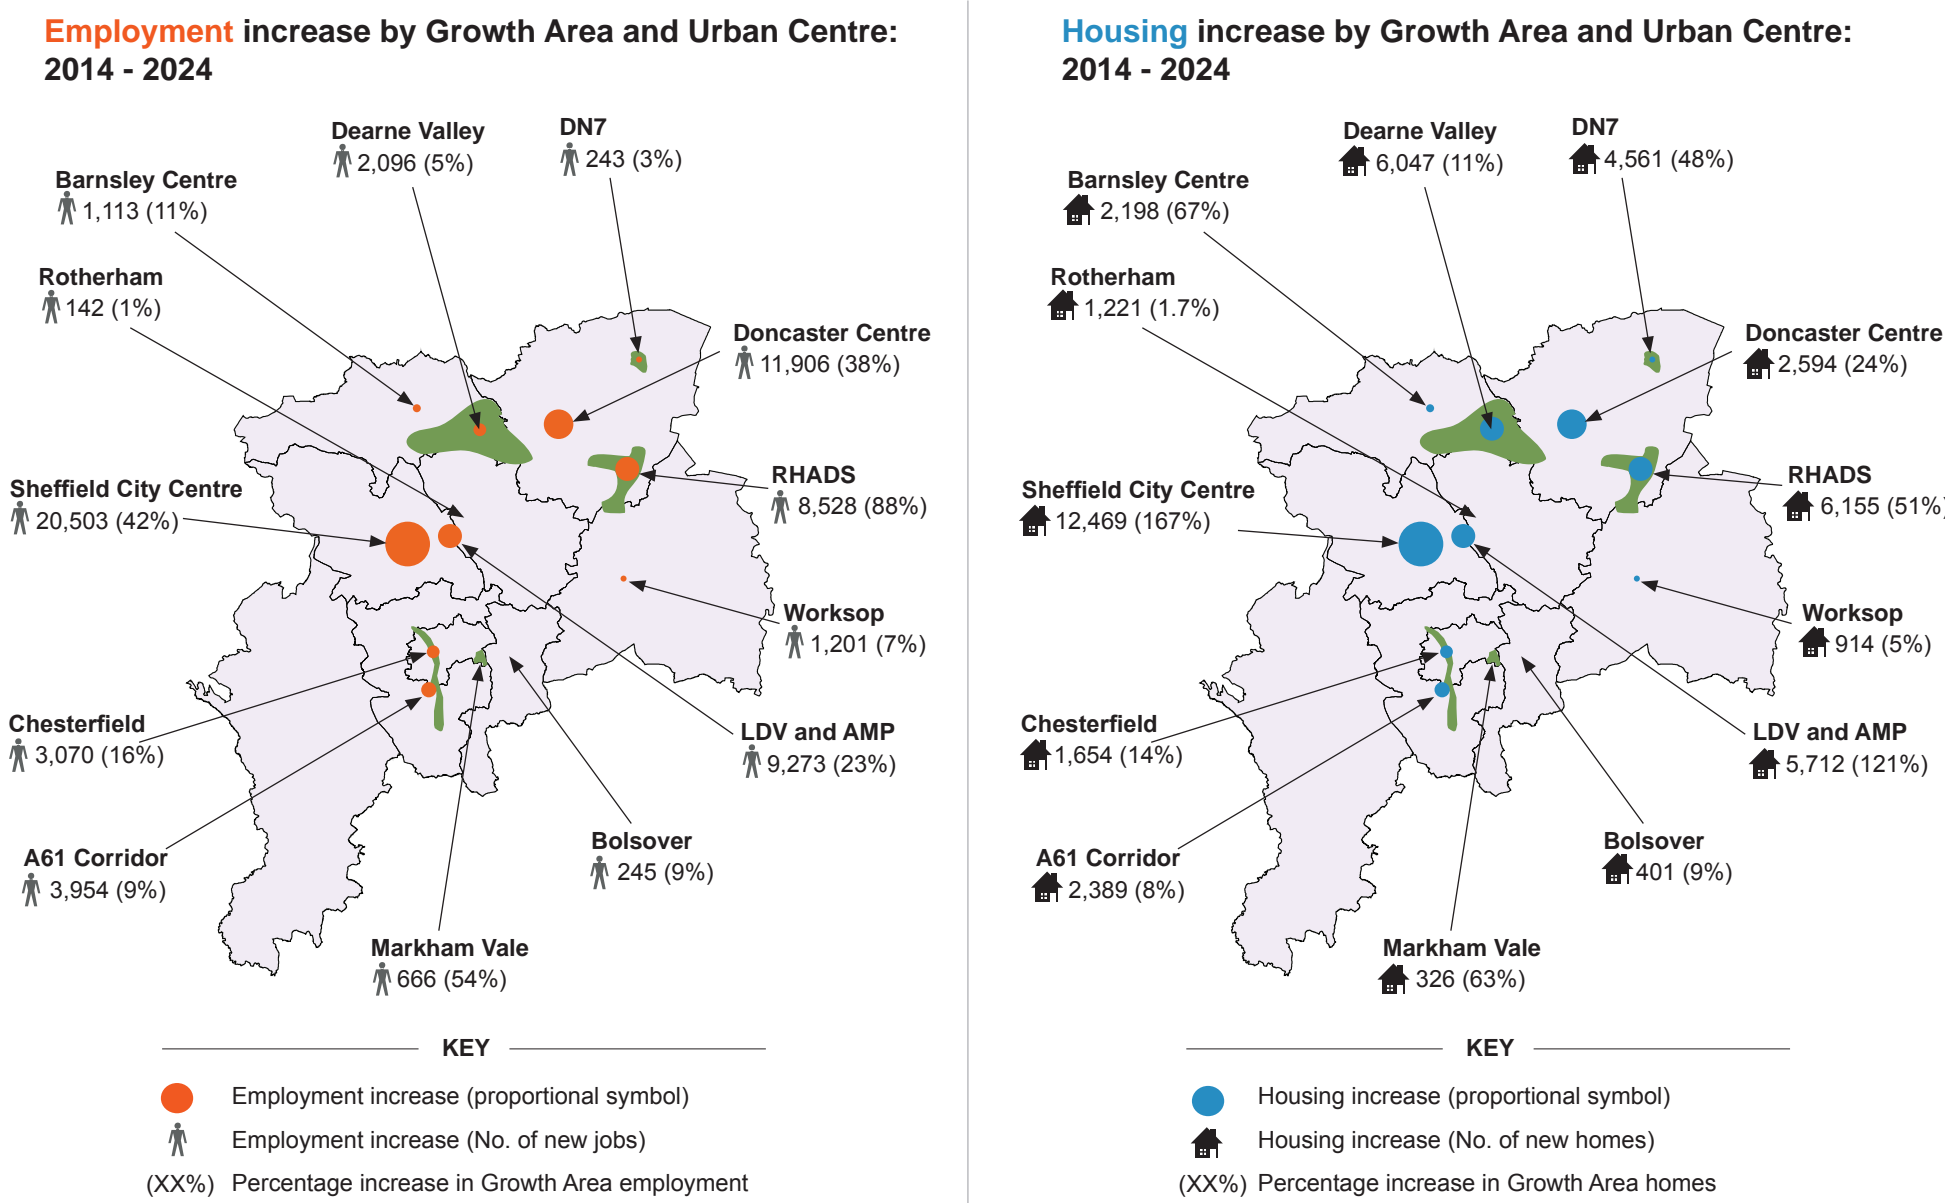 Employment increase by Growth Area and Urban Centre:
2014 - 2024
Dearne Valley
2,096 (5%)
DN7
243 (3%)
Barnsley Centre
1,113 (11%)
Rotherham
142 (1%)
Doncaster Centre
11,906 (38%)
Sheffield City Centre
20,503 (42%)
RHADS
8,528 (88%)
Worksop
1,201 (7%)
Chesterfield
3,070 (16%)
LDV and AMP
9,273 (23%)
A61 Corridor
3,954 (9%)
Bolsover
245 (9%)
Markham Vale
666 (54%)
KEY
Employment increase (proportional symbol)
Employment increase (No. of new jobs)
(XX%) Percentage increase in Growth Area employment
Housing increase by Growth Area and Urban Centre:
2014 - 2024
Dearne Valley
6,047 (11%)
DN7
4,561 (48%)
Barnsley Centre
2,198 (67%)
Rotherham
1,221 (1.7%)
Doncaster Centre
2,594 (24%)
Sheffield City Centre
12,469 (167%)
RHADS
6,155 (51%)
Worksop
914 (5%)
Chesterfield
1,654 (14%)
LDV and AMP
5,712 (121%)
A61 Corridor
2,389 (8%)
Bolsover
401 (9%)
Markham Vale
326 (63%)
KEY
Housing increase (proportional symbol)
Housing increase (No. of new homes)
(XX%) Percentage increase in Growth Area homes